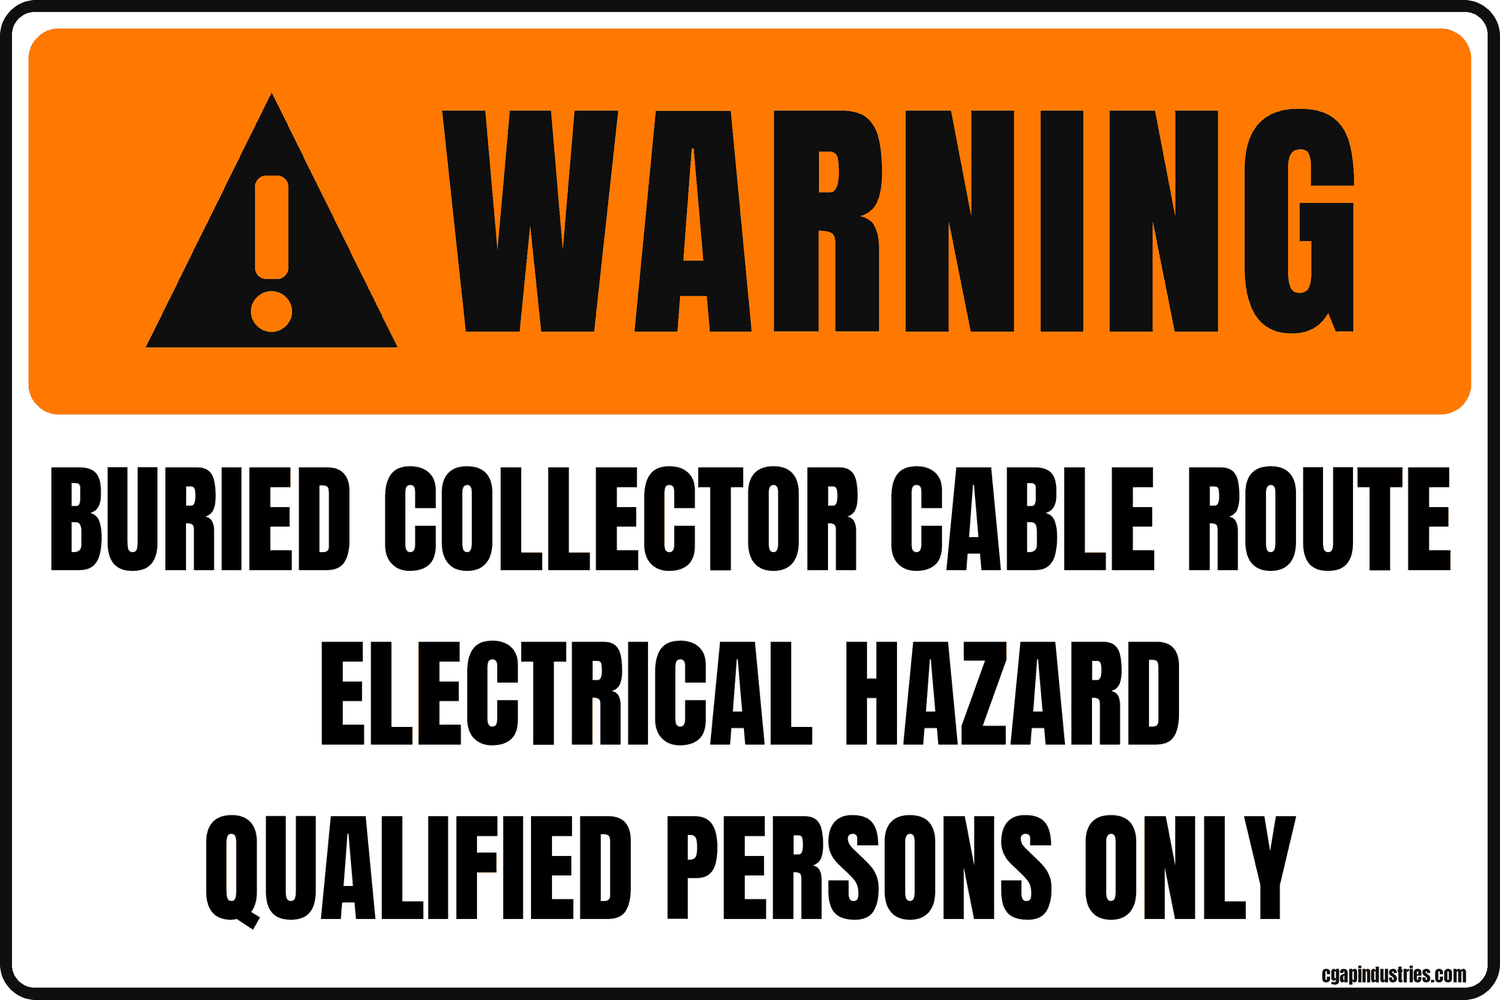 WARNING
BURIED COLLECTOR CABLE ROUTE
ELECTRICAL HAZARD
QUALIFIED PERSONS ONLY
cgapindustries.com